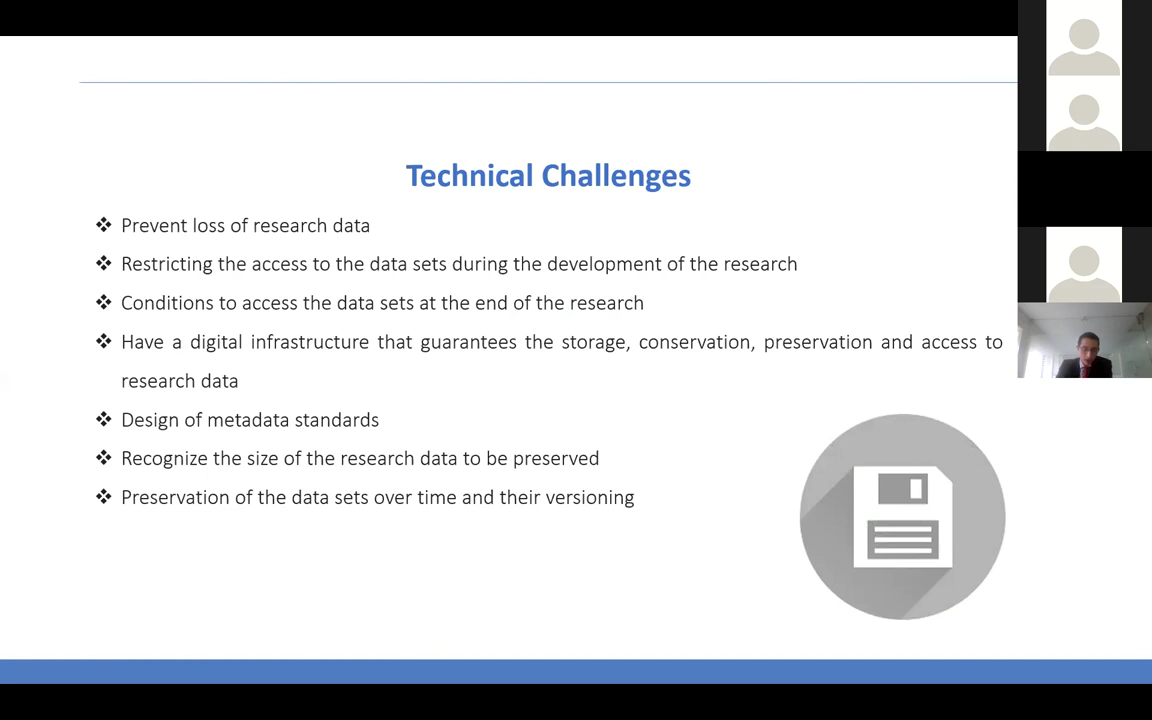 Technical Challenges
❖ Prevent loss of research data
❖ Restricting the access to the data sets during the development of the research
❖ Conditions to access the data sets at the end of the research
❖ Have a digital infrastructure that guarantees the storage, conservation, preservation and access to
research data
❖ Design of metadata standards
❖ Recognize the size of the research data to be preserved
❖ Preservation of the data sets over time and their versioning